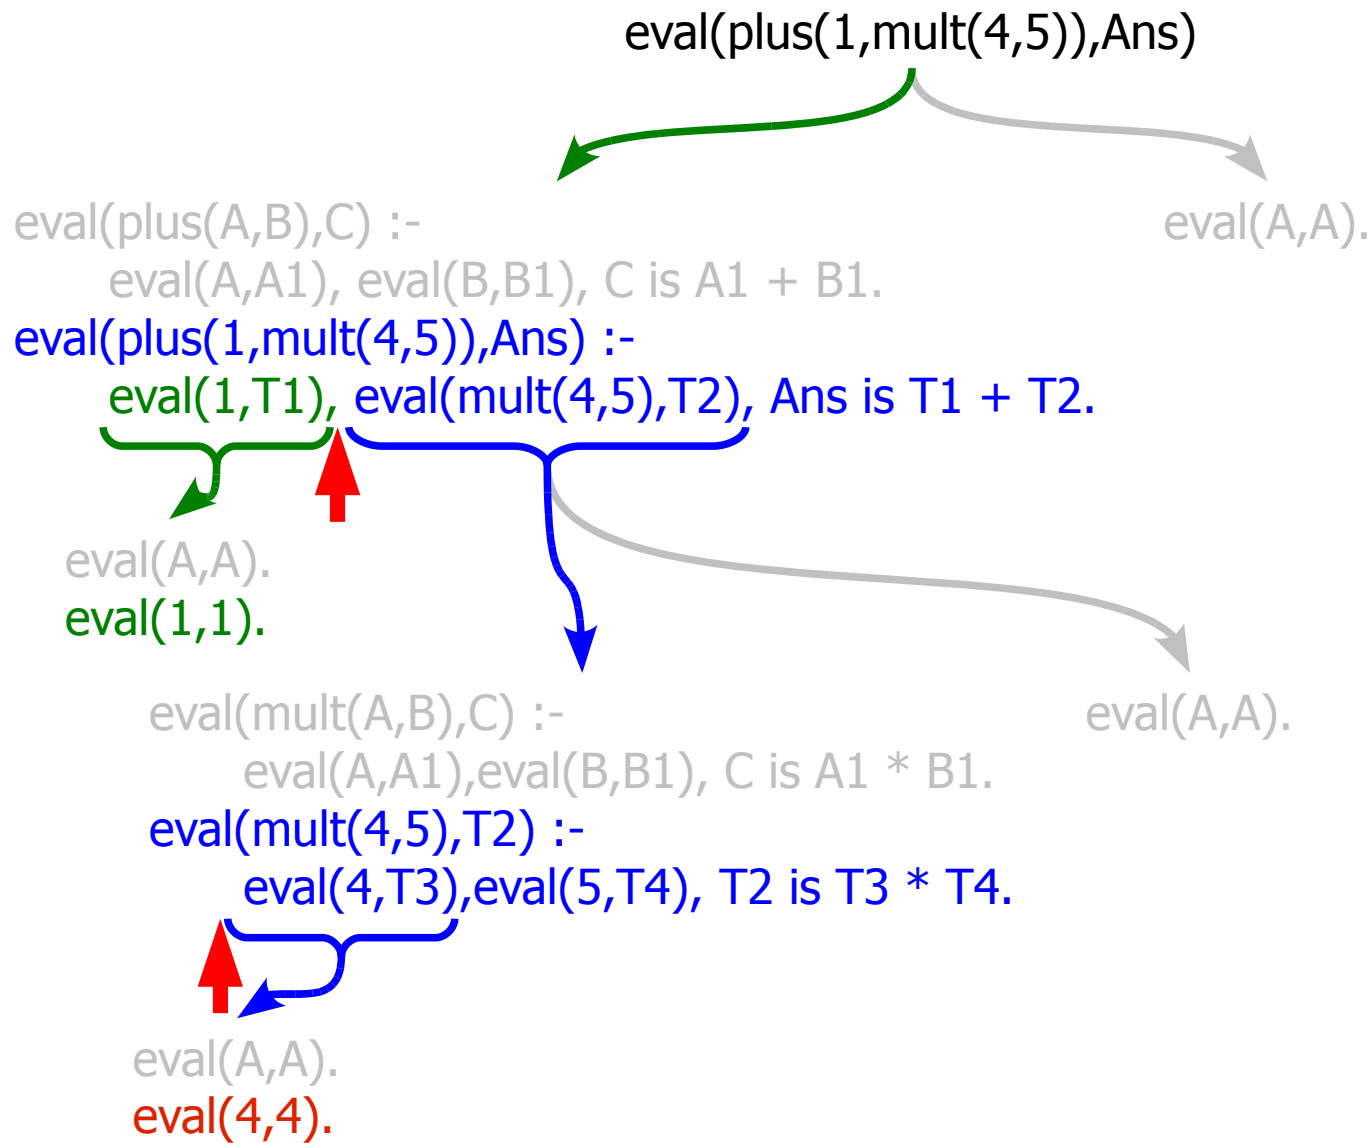 eval(plus(1,mult(4,5)),Ans)
eval(plus(A,B),C) :-
eval(A,A).
eval(A,A1), eval(B,B1), C is A1 + B1.
eval(plus(1,mult(4,5)),Ans) :-
eval(1,T1), eval(mult(4,5),T2), Ans is T1 + T2.
eval(A,A).
eval(1,1).
eval(mult(A,B),C) :-
eval(A,A).
eval(A,A1),eval(B,B1), C is A1 * B1.
eval(mult(4,5),T2) :-
eval(4,T3),eval(5,T4), T2 is T3 * T4.
eval(A,A).
eval(4,4).